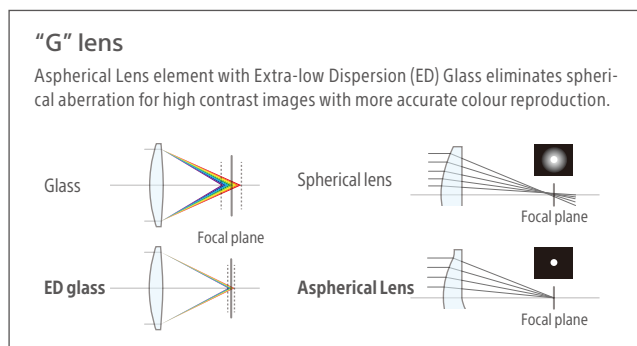 “G” lens
Aspherical Lens element with Extra-low Dispersion (ED) Glass eliminates spheri-
cal aberration for high contrast images with more accurate colour reproduction.
Glass
Focal plane
ED glass
Spherical lens
Focal plane
Aspherical Lens
Focal plane